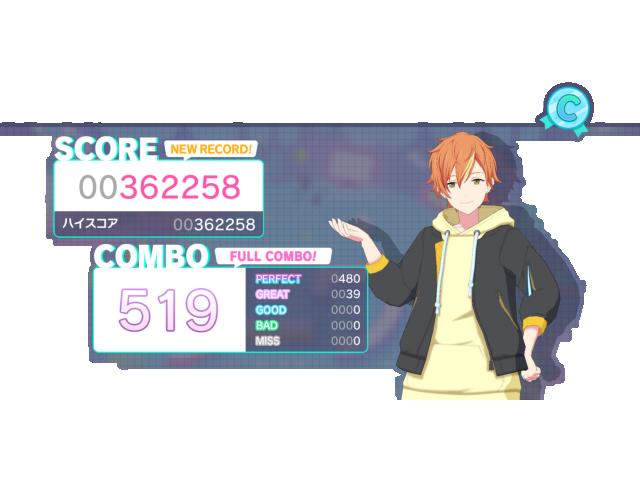 C
SCORE NEW RECORD!
00362258
ハイスコア 00362258
COMBO FULL COMBO!
519
PERFECT 0480
GREAT 0039
GOOD 0000
BAD 0000
MISS 0000